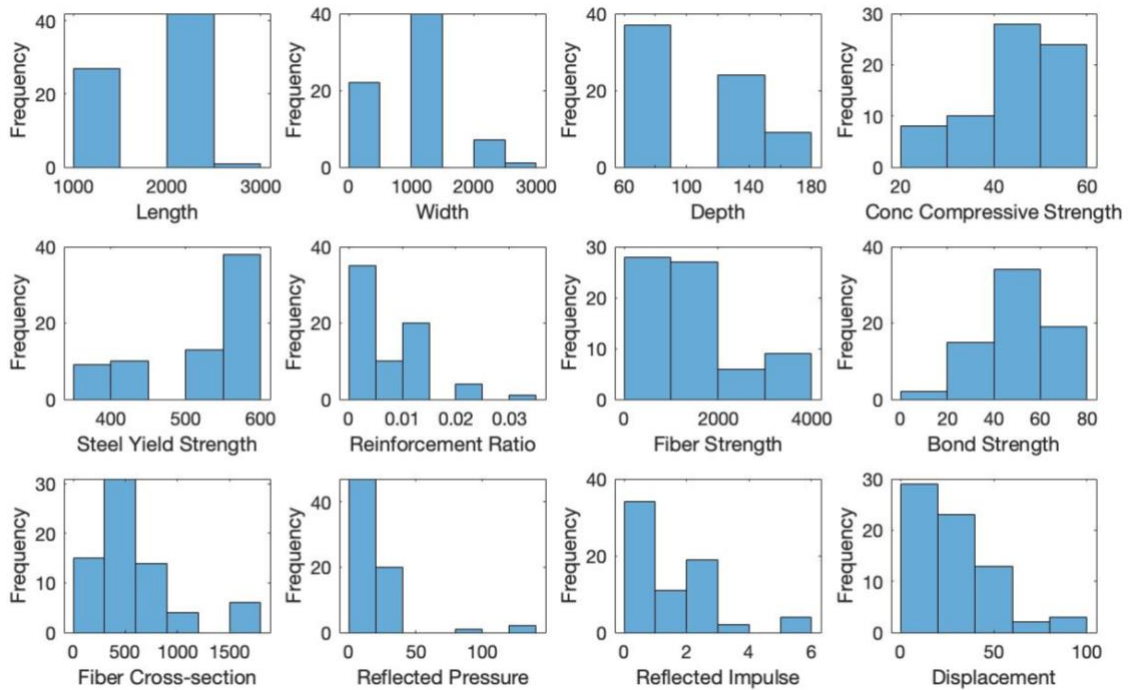 40
20
0
Frequency
1000 2000 3000
Length
40
20
0
Frequency
0 1000 2000 3000
Width
40
20
0
Frequency
60 100 140 180
Depth
30
20
10
0
Frequency
20 40 60
Conc Compressive Strength
40
20
0
Frequency
400 500 600
Steel Yield Strength
40
20
0
Frequency
0 0.01 0.02 0.03
Reinforcement Ratio
30
20
10
0
Frequency
0 2000 4000
Fiber Strength
40
20
0
Frequency
0 20 40 60 80
Bond Strength
30
20
10
0
Frequency
0 500 1000 1500
Fiber Cross-section
40
20
0
Frequency
0 50 100
Reflected Pressure
40
20
0
Frequency
0 2 4 6
Reflected Impulse
30
20
10
0
Frequency
0 50 100
Displacement